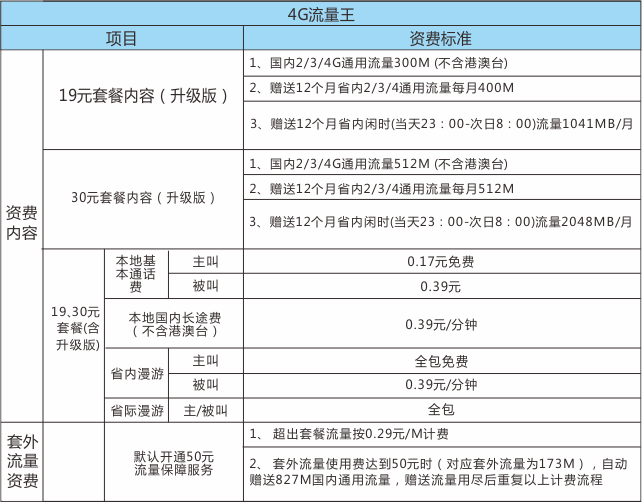 4G流量王
项目
资费标准
资费
内容
19元套餐内容（升级版）
1、国内2/3/4G通用流量300M (不含港澳台)
2、赠送12个月省内2/3/4通用流量每月400M
3、赠送12个月省内闲时(当天23：00-次日8：00)流量1041MB/月
30元套餐内容（升级版）
1、国内2/3/4G通用流量512M (不含港澳台)
2、赠送12个月省内2/3/4通用流量每月512M
3、赠送12个月省内闲时(当天23：00-次日8：00)流量2048MB/月
19、30元
套餐(含
升级版)
本地基
本通话
费
主叫
0.17元免费
被叫
0.39元
本地国内长途费
（不含港澳台）
0.39元/分钟
省内漫游
主叫
全包免费
被叫
0.39元/分钟
省际漫游
主/被叫
全包
套外
流量
资费
默认开通50元
流量保障服务
1、 超出套餐流量按0.29元/M计费
2、 套外流量使用费达到50元时（对应套外流量为173M），自动
赠送827M国内通用流量，赠送流量用尽后重复以上计费流程